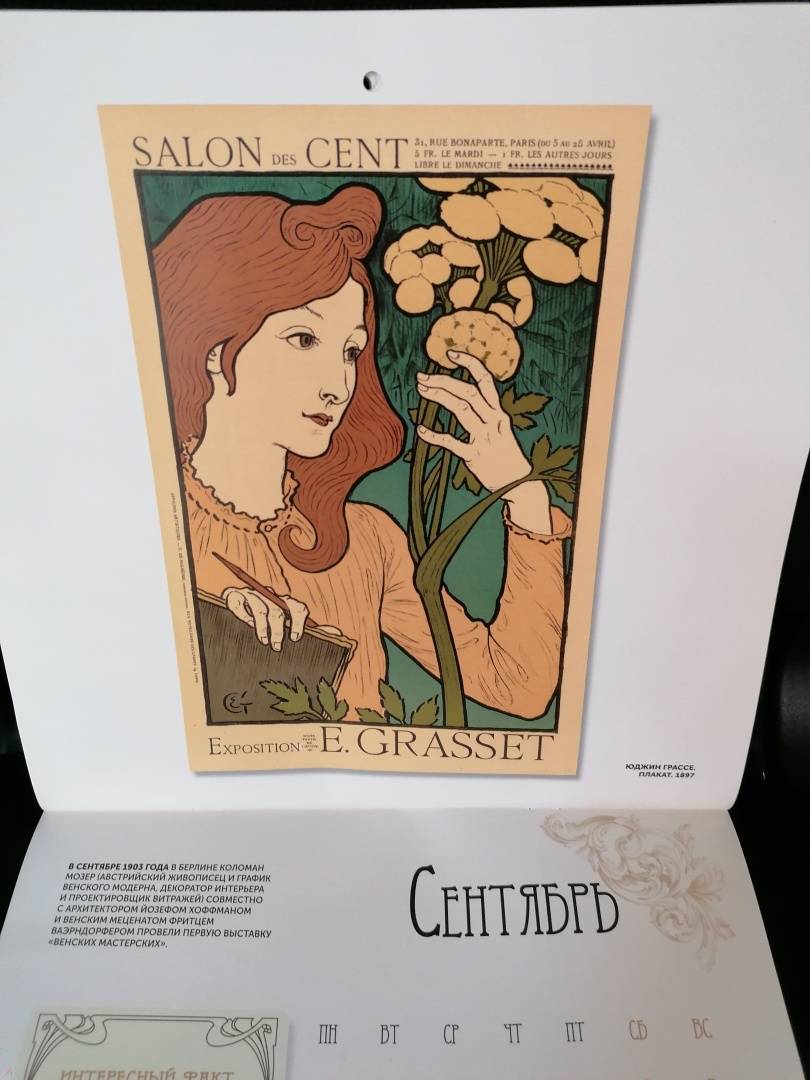 SALON DES CENT
31, RUE BONAPARTE, PARIS (DU 5 AU 28 AVRIL)
5 FR. LE MARDI — 1 FR. LES AUTRES JOURS
LIBRE LE DIMANCHE
EXPOSITION E. GRASSET
ЮДЖИН ГРАССЕ.
ПЛАКАТ. 1897
В СЕНТЯБРЕ 1903 ГОДА В БЕРЛИНЕ КОЛОМАН
МОЗЕР (АВСТРИЙСКИЙ ЖИВОПИСЕЦ И ГРАФИК
ВЕНСКОГО МОДЕРНА, ДЕКОРАТОР ИНТЕРЬЕРА
И ПРОЕКТИРОВЩИК ВИТРАЖЕЙ) СОВМЕСТНО
С АРХИТЕКТОРОМ ЙОЗЕФОМ ХОФФМАНОМ
И ВЕНСКИМ МЕЦЕНАТОМ ФРИТЦЕМ
ВАЭРНДОРФЕРОМ ПРОВЕЛИ ПЕРВУЮ ВЫСТАВКУ
«ВЕНСКИХ МАСТЕРСКИХ».
СЕНТЯБРЬ
ПН ВТ СР ЧТ ПТ СБ ВС
ИНТЕРЕСНЫЙ ФАКТ